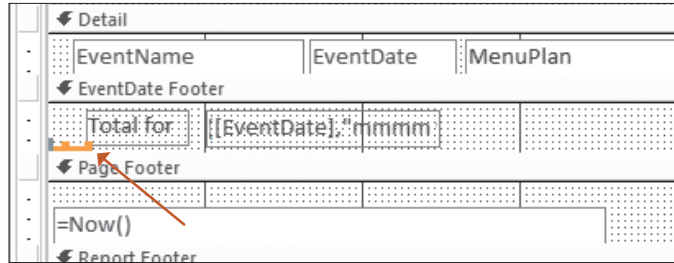 Detail
EventName EventDate MenuPlan
EventDate Footer
Total for [[EventDate],"mmmm
Page Footer
=Now()
Report Footer